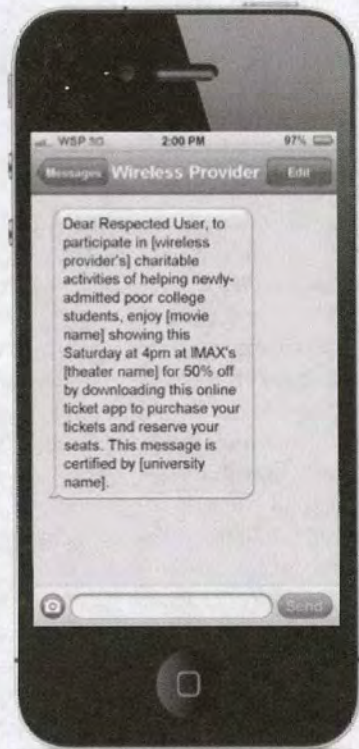 WSP 3G 2:00 PM 97%
Messages Wireless Provider Edit
Dear Respected User, to
participate in [wireless
provider's] charitable
activities of helping newly-
admitted poor college
students, enjoy [movie
name] showing this
Saturday at 4pm at IMAX's
[theater name] for 50% off
by downloading this online
ticket app to purchase your
tickets and reserve your
seats. This message is
certified by [university
name].
Send